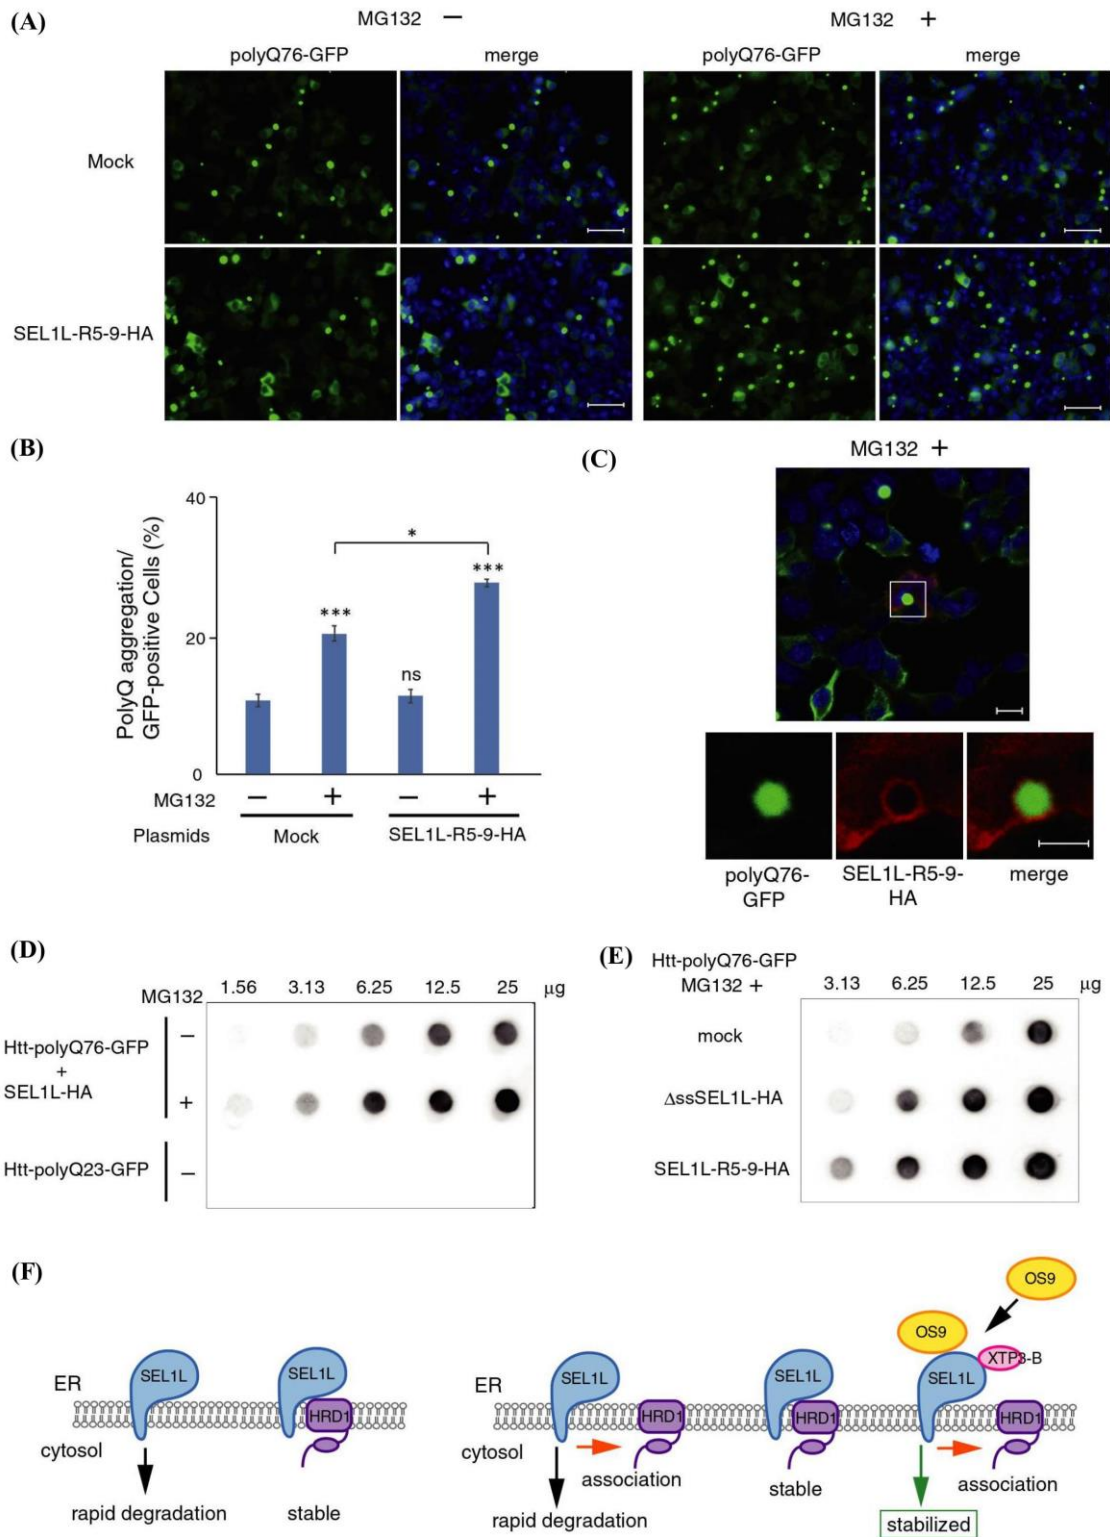 (A)
MG132 −
MG132 +
polyQ76-GFP
merge
polyQ76-GFP
merge
Mock
SEL1L-R5-9-HA
(B)
PolyQ aggregation/
GFP-positive Cells (%)
40
20
0
***
ns
*
***
MG132
−
+
−
+
Plasmids
Mock
SEL1L-R5-9-HA
(C)
MG132 +
polyQ76-
GFP
SEL1L-R5-9-
HA
merge
(D)
MG132
1.56
3.13
6.25
12.5
25
μg
Htt-polyQ76-GFP
+
SEL1L-HA
−
+
Htt-polyQ23-GFP
−
(E)
Htt-polyQ76-GFP
MG132 +
3.13
6.25
12.5
25
μg
mock
ΔssSEL1L-HA
SEL1L-R5-9-HA
(F)
ER
cytosol
SEL1L
rapid degradation
SEL1L
HRD1
stable
ER
cytosol
SEL1L
rapid degradation
HRD1
association
SEL1L
HRD1
stable
OS9
OS9
SEL1L
XTP3-B
HRD1
association
stabilized